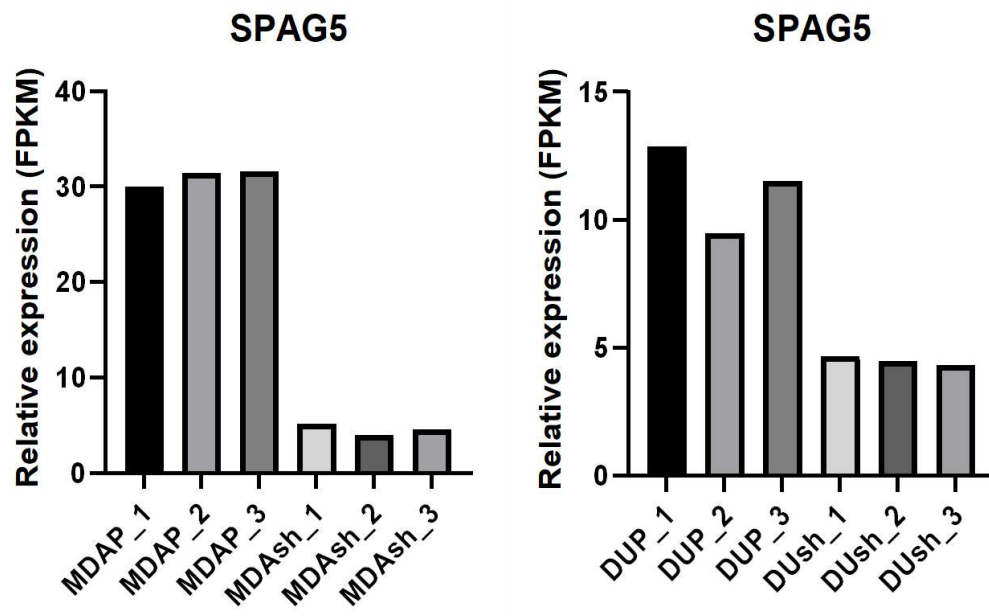 SPAG5
Relative expression (FPKM)
40
30
20
10
0
MDAP_1
MDAP_2
MDAP_3
MDAsh_1
MDAsh_2
MDAsh_3
SPAG5
Relative expression (FPKM)
15
10
5
0
DUP_1
DUP_2
DUP_3
DUsh_1
DUsh_2
DUsh_3